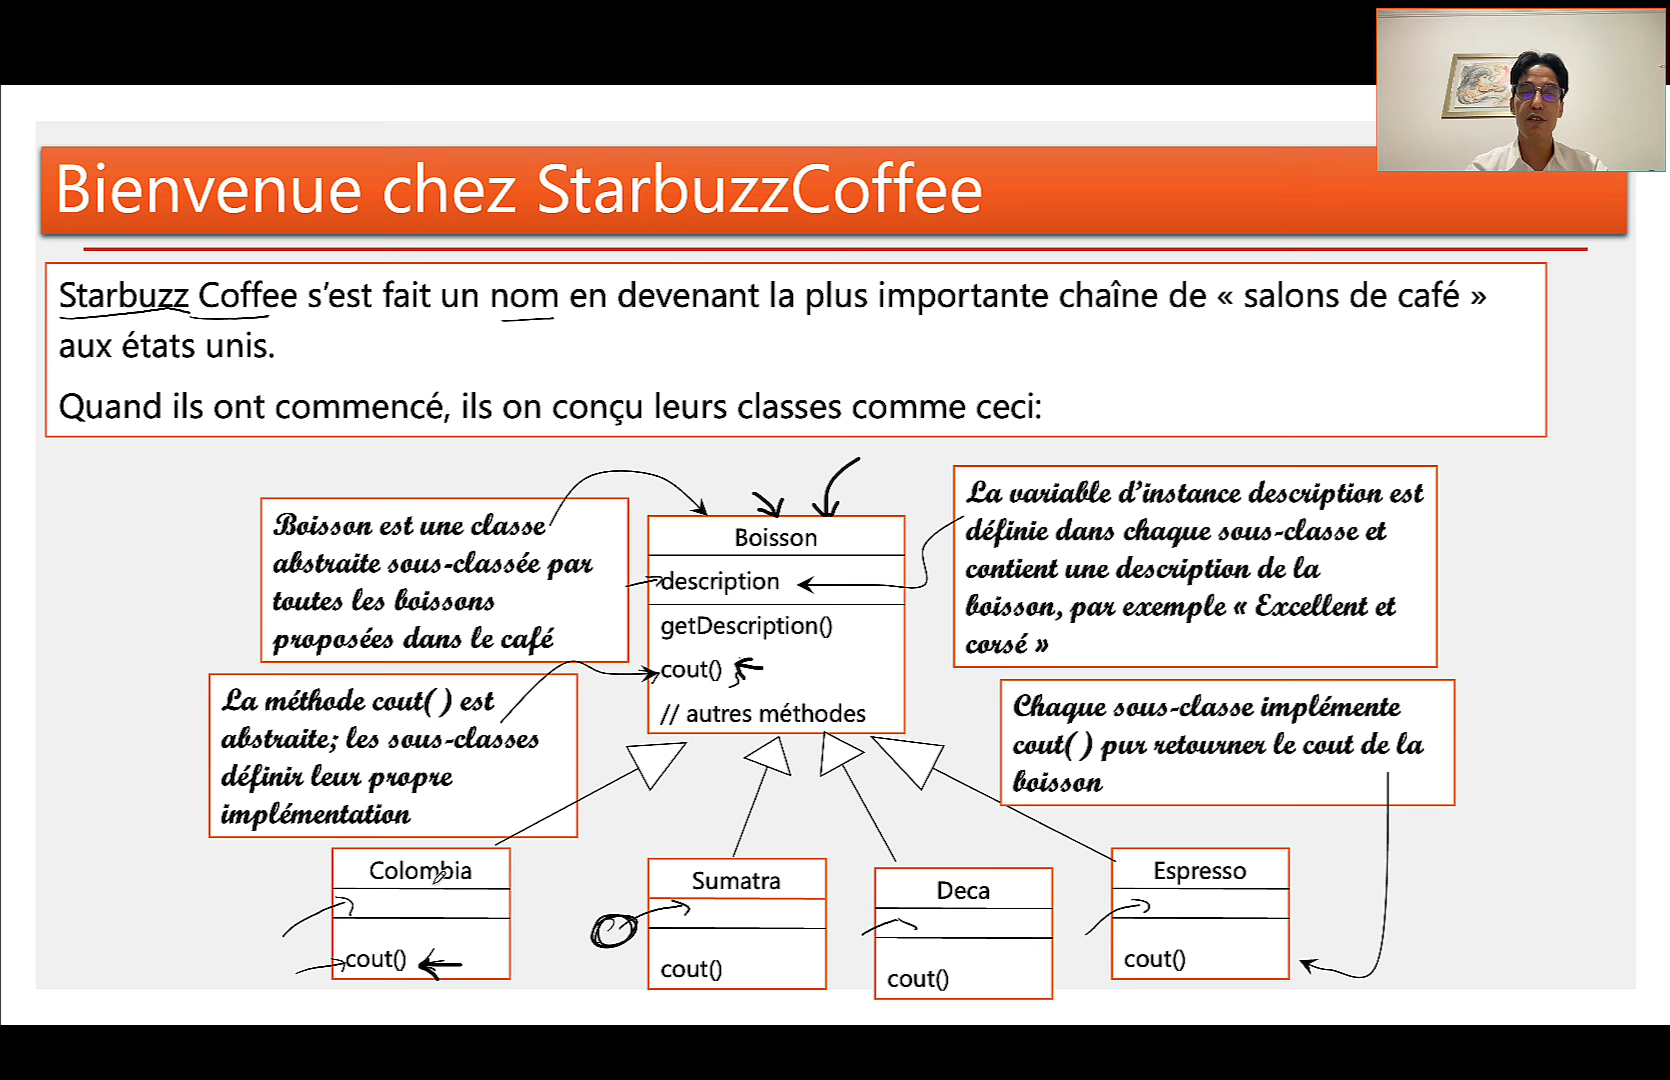 Bienvenue chez StarbuzzCoffee
Starbuzz Coffee s’est fait un nom en devenant la plus importante chaîne de « salons de café »
aux états unis.
Quand ils ont commencé, ils on conçu leurs classes comme ceci:
Boisson est une classe
abstraite sous-classée par
toutes les boissons
proposées dans le café
Boisson
description
getDescription()
cout()
// autres méthodes
La variable d’instance description est
définie dans chaque sous-classe et
contient une description de la
boisson, par exemple « Excellent et
corsé »
La méthode cout( ) est
abstraite; les sous-classes
définir leur propre
implémentation
Chaque sous-classe implémente
cout( ) pur retourner le cout de la
boisson
Colombia
cout()
Sumatra
cout()
Deca
cout()
Espresso
cout()